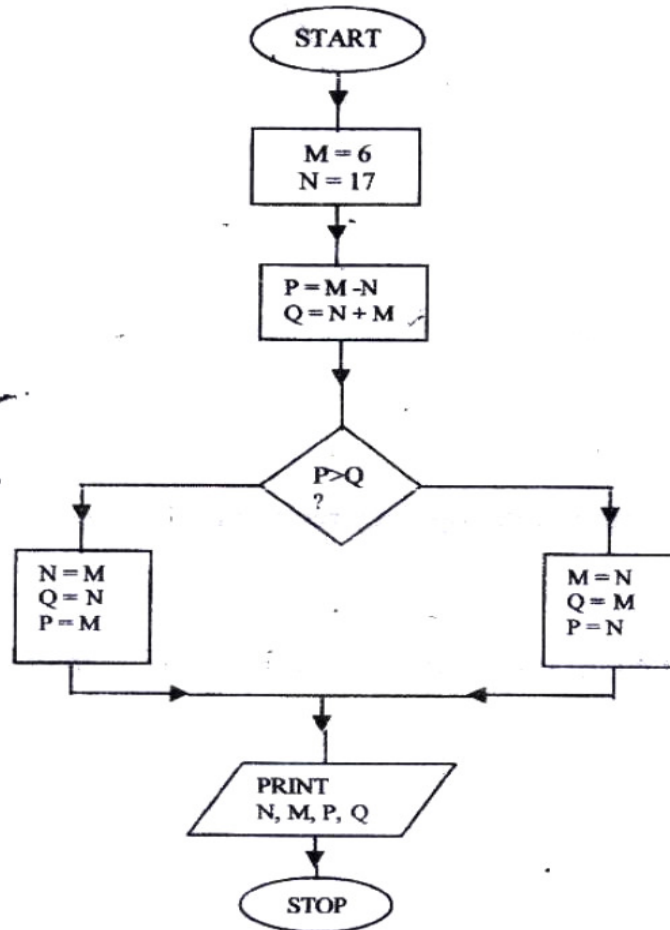 START
M = 6
N = 17
P = M -N
Q = N + M
P>Q
?
N = M
Q = N
P = M
M = N
Q = M
P = N
PRINT
N, M, P, Q
STOP